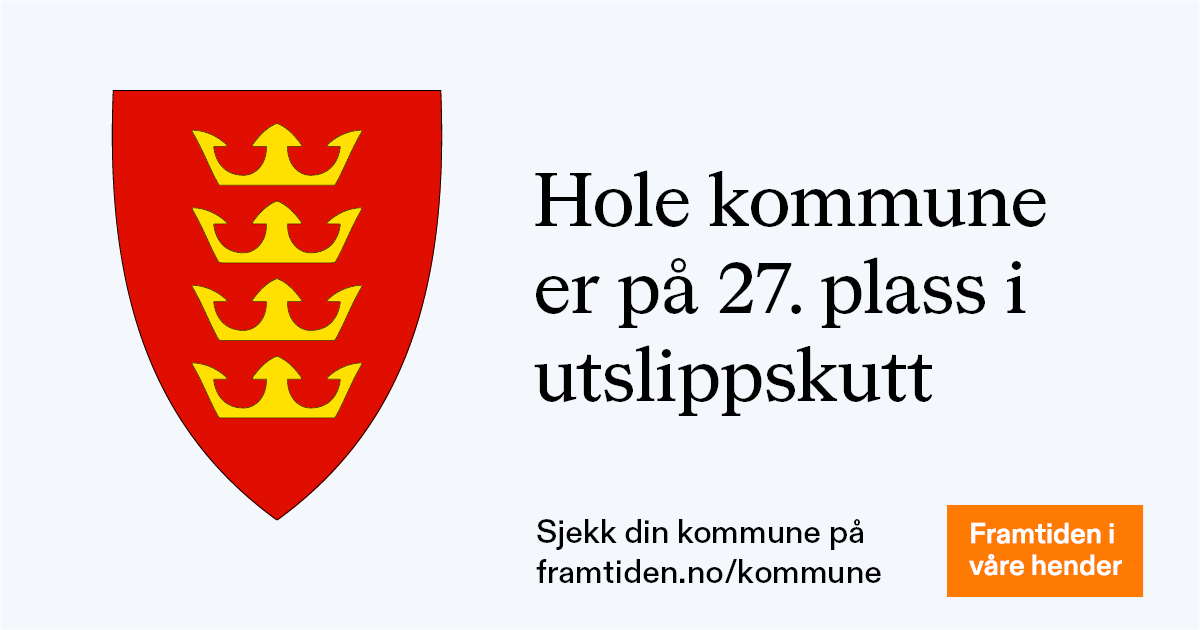 Hole kommune
er på 27. plass i
utslippskutt
Sjekk din kommune på
framtiden.no/kommune
Framtiden i
våre hender